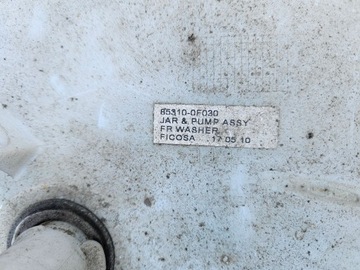 85310-0F030
JAR & PUMP ASSY
FR WASHER
FICOSA 17 05 10